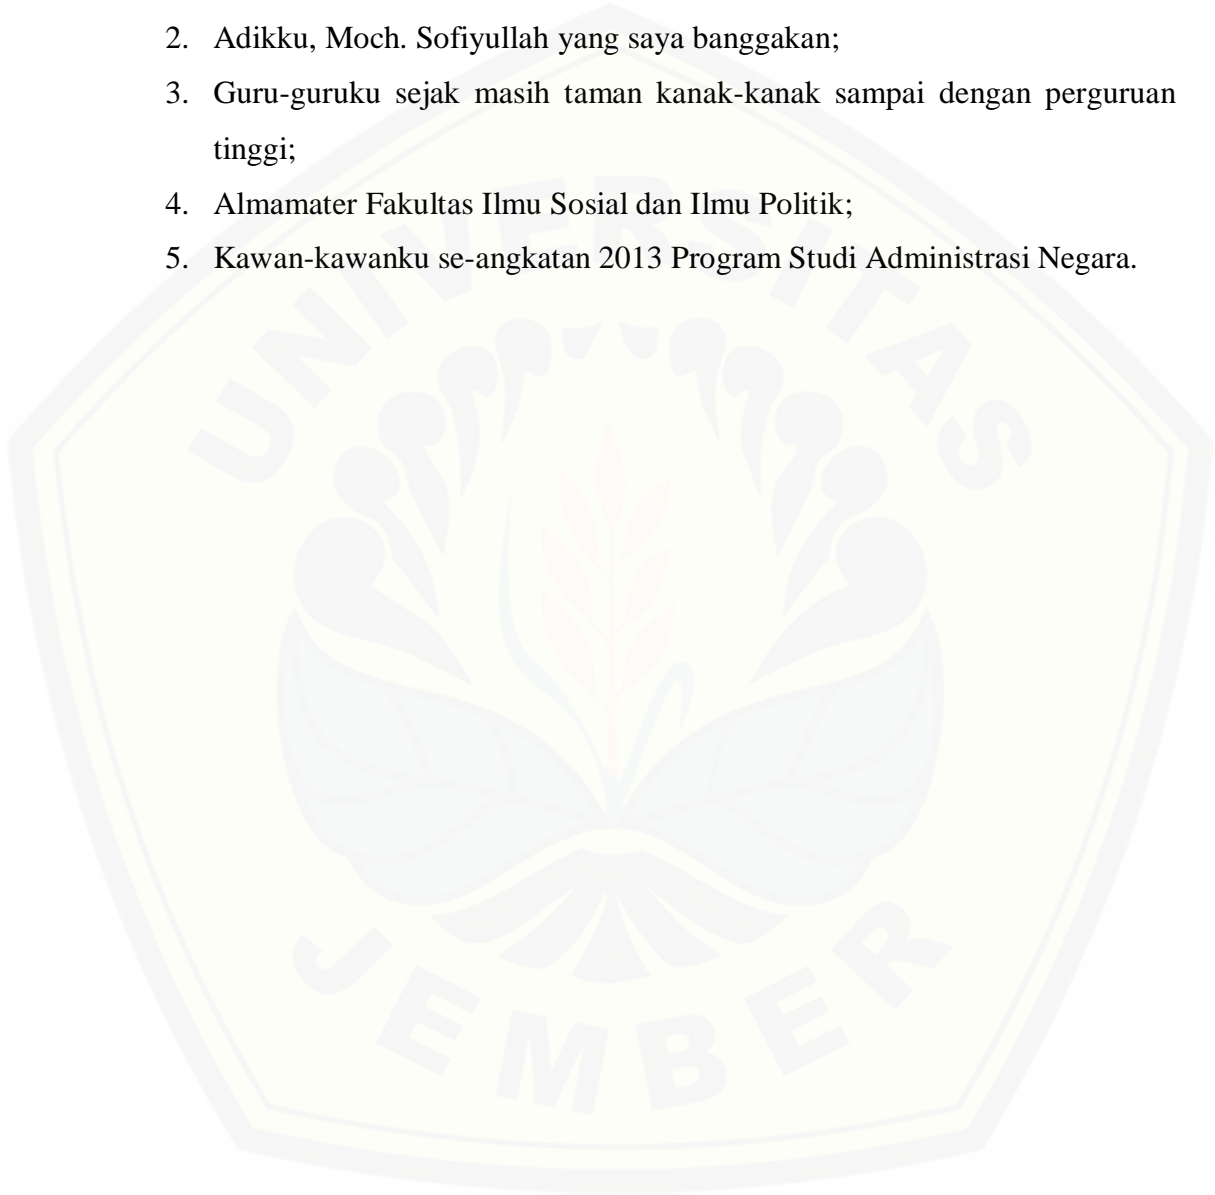 2. Adikku, Moch. Sofiyullah yang saya banggakan;
3. Guru-guruku sejak masih taman kanak-kanak sampai dengan perguruan
tinggi;
4. Almamater Fakultas Ilmu Sosial dan Ilmu Politik;
5. Kawan-kawanku se-angkatan 2013 Program Studi Administrasi Negara.
UNIVERSITAS
JEMBER